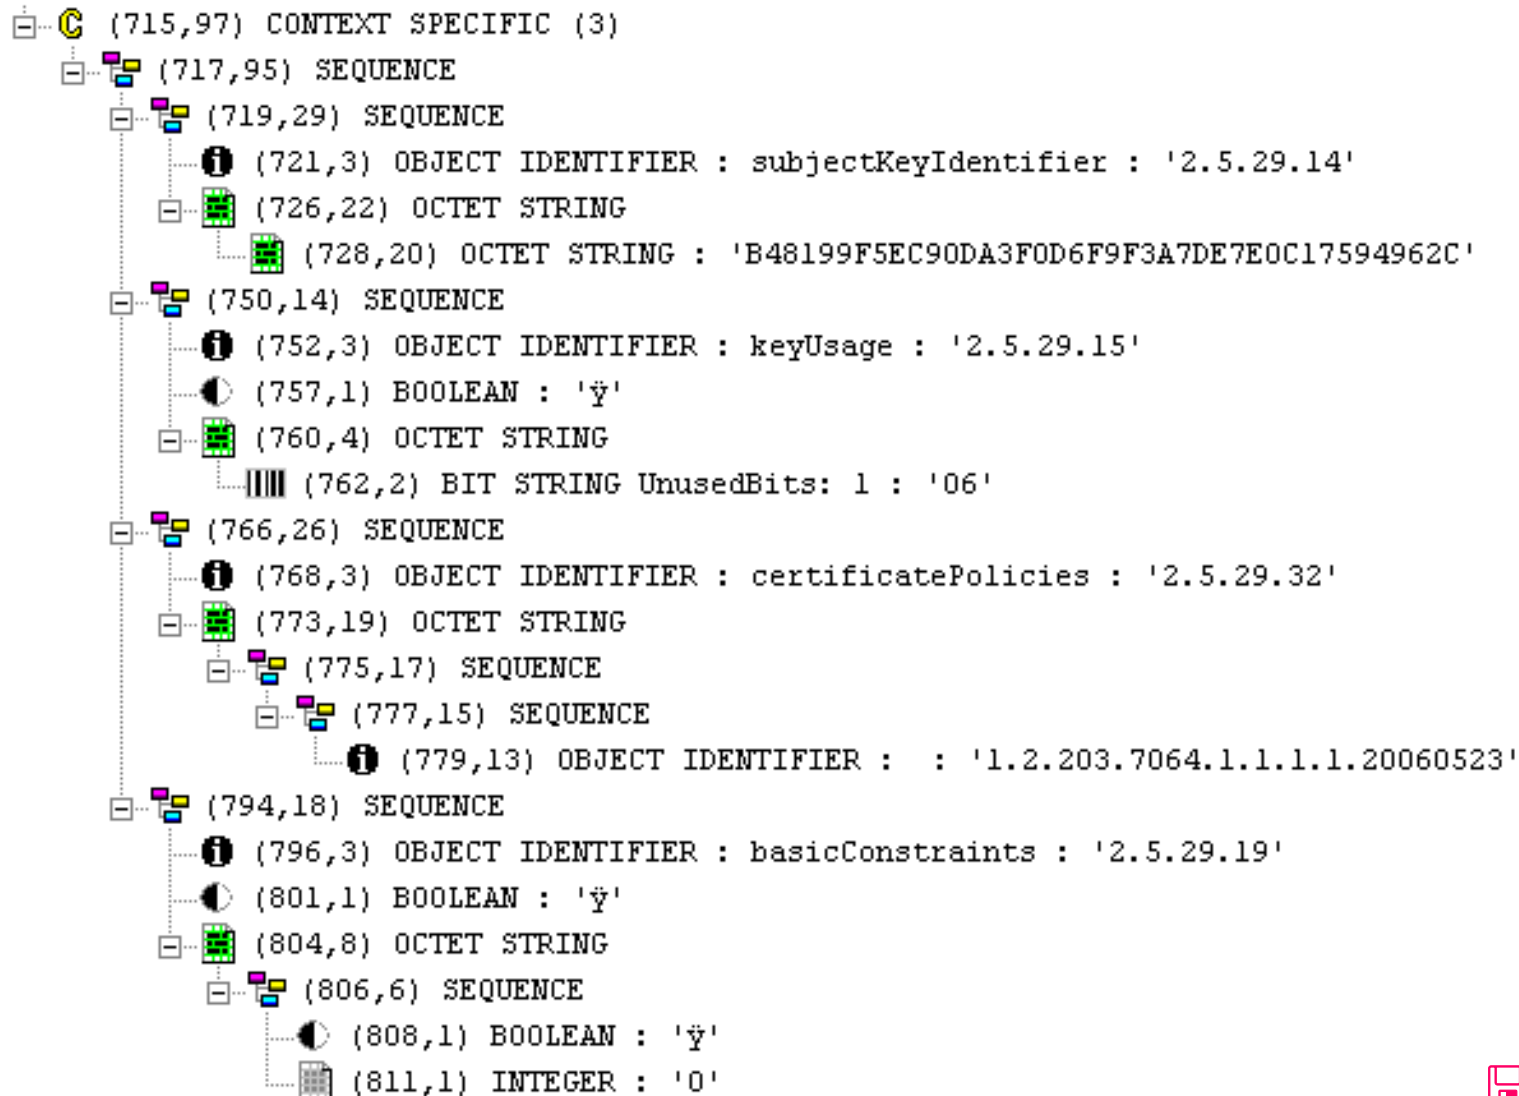 (715,97) CONTEXT SPECIFIC (3)
(717,95) SEQUENCE
(719,29) SEQUENCE
(721,3) OBJECT IDENTIFIER : subjectKeyIdentifier : '2.5.29.14'
(726,22) OCTET STRING
(728,20) OCTET STRING : 'B48199F5EC90DA3F0D6F9F3A7DE7E0C17594962C'
(750,14) SEQUENCE
(752,3) OBJECT IDENTIFIER : keyUsage : '2.5.29.15'
(757,1) BOOLEAN : 'ÿ'
(760,4) OCTET STRING
(762,2) BIT STRING UnusedBits: 1 : '06'
(766,26) SEQUENCE
(768,3) OBJECT IDENTIFIER : certificatePolicies : '2.5.29.32'
(773,19) OCTET STRING
(775,17) SEQUENCE
(777,15) SEQUENCE
(779,13) OBJECT IDENTIFIER :  : '1.2.203.7064.1.1.1.1.20060523'
(794,18) SEQUENCE
(796,3) OBJECT IDENTIFIER : basicConstraints : '2.5.29.19'
(801,1) BOOLEAN : 'ÿ'
(804,8) OCTET STRING
(806,6) SEQUENCE
(808,1) BOOLEAN : 'ÿ'
(811,1) INTEGER : '0'